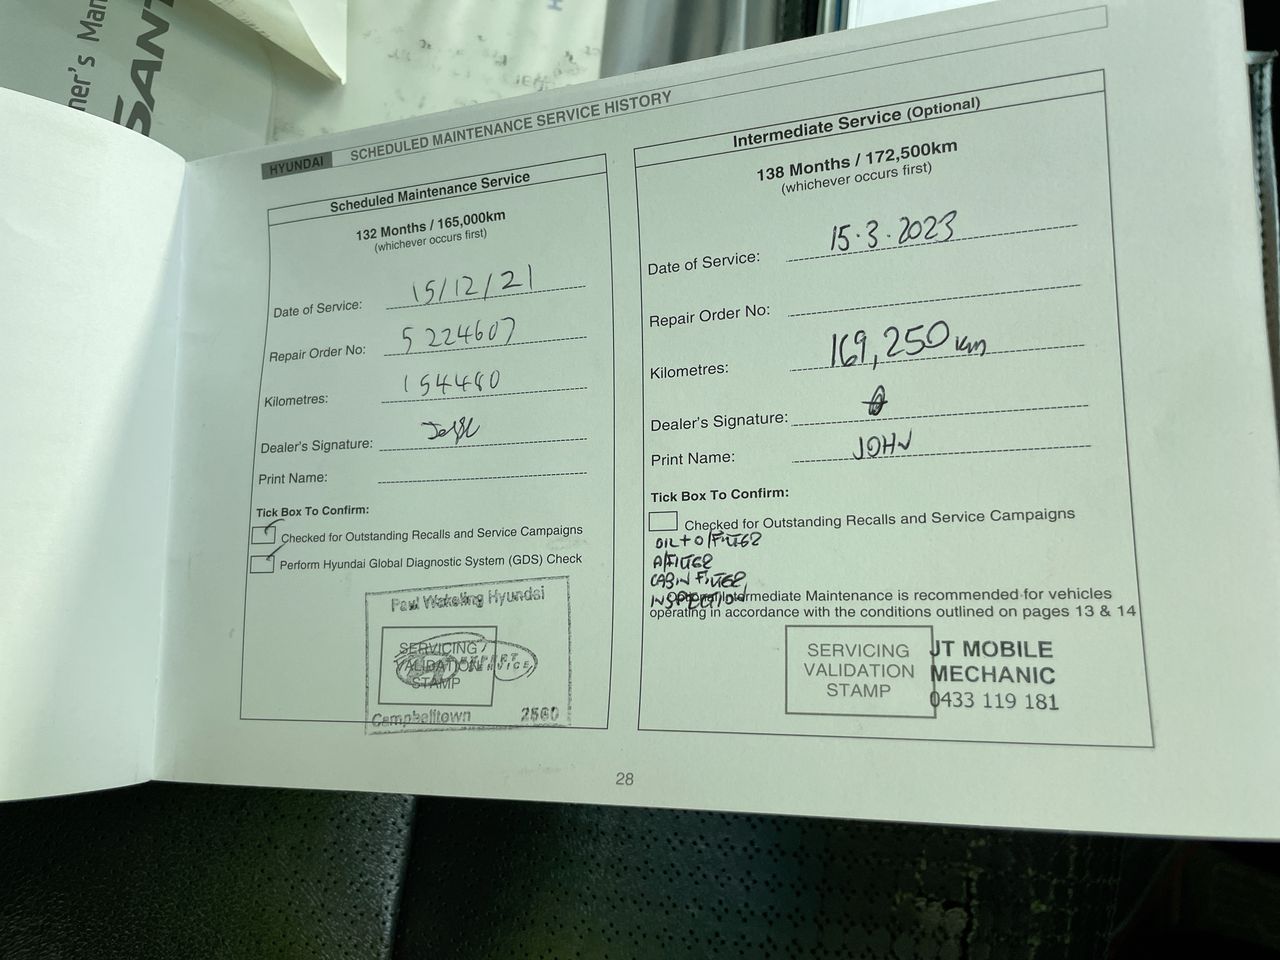 ner's Man
SANT
HYUNDAI SCHEDULED MAINTENANCE SERVICE HISTORY
Scheduled Maintenance Service
132 Months / 165,000km
(whichever occurs first)
Date of Service: 15/12/21
Repair Order No: 5224607
Kilometres: 154480
Dealer's Signature:
Print Name:
Tick Box To Confirm:
Checked for Outstanding Recalls and Service Campaigns
Perform Hyundai Global Diagnostic System (GDS) Check
Paul Wakeling Hyundai
SERVICING
VALIDATION
STAMP
EXPERT
SERVICE
Campbelltown 2560
Intermediate Service (Optional)
138 Months / 172,500km
(whichever occurs first)
Date of Service: 15.3.2023
Repair Order No:
Kilometres: 169,250km
Dealer's Signature:
Print Name: JOHN
Tick Box To Confirm:
Checked for Outstanding Recalls and Service Campaigns
OIL + O/FILTER
A/FILTER
CABIN FILTER
INSPECTION
Optional Intermediate Maintenance is recommended for vehicles
operating in accordance with the conditions outlined on pages 13 & 14
SERVICING
VALIDATION
STAMP
JT MOBILE
MECHANIC
0433 119 181
28